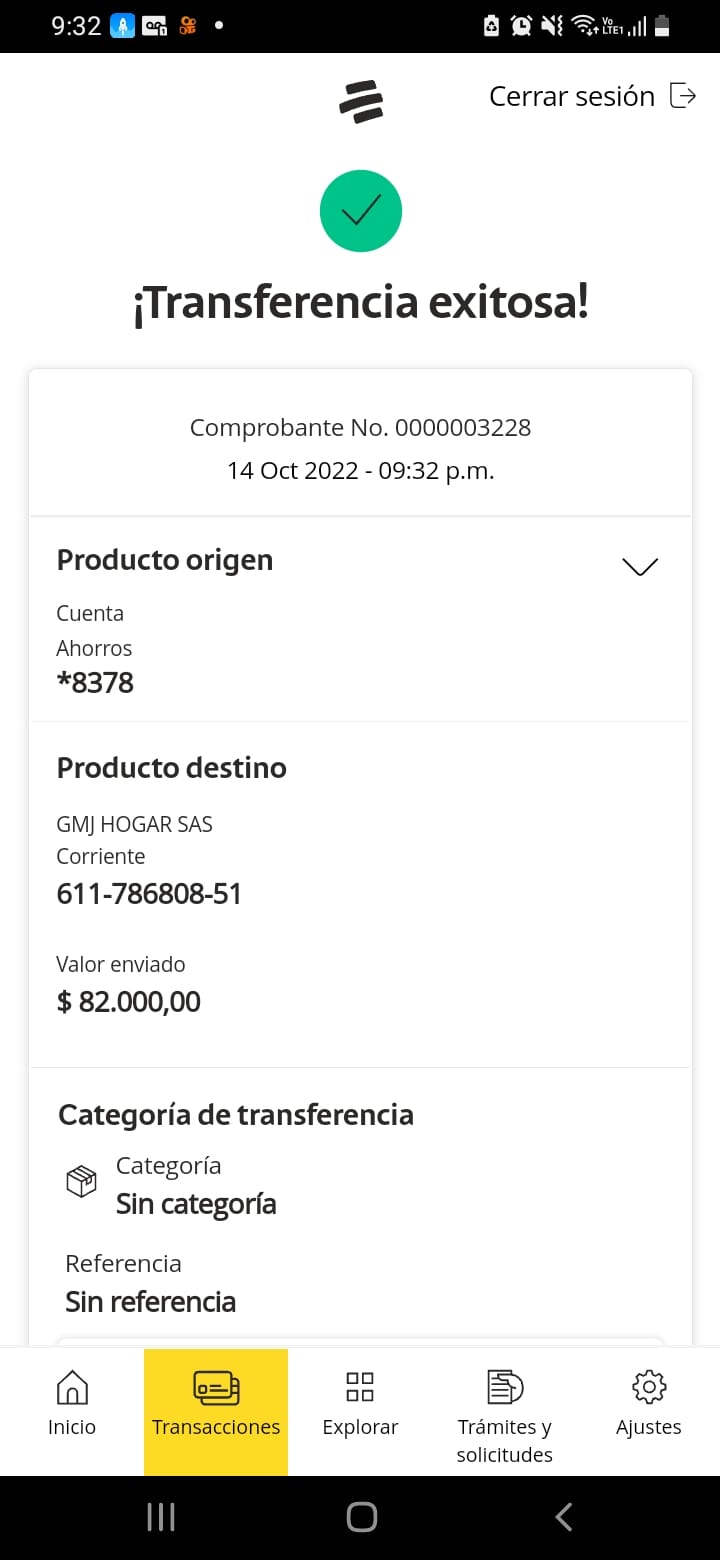 9:32
Vo
LTE1
Cerrar sesión
¡Transferencia exitosa!
Comprobante No. 0000003228
14 Oct 2022 - 09:32 p.m.
Producto origen
Cuenta
Ahorros
*8378
Producto destino
GMJ HOGAR SAS
Corriente
611-786808-51
Valor enviado
$ 82.000,00
Categoría de transferencia
Categoría
Sin categoría
Referencia
Sin referencia
Inicio
Transacciones
Explorar
Trámites y
solicitudes
Ajustes